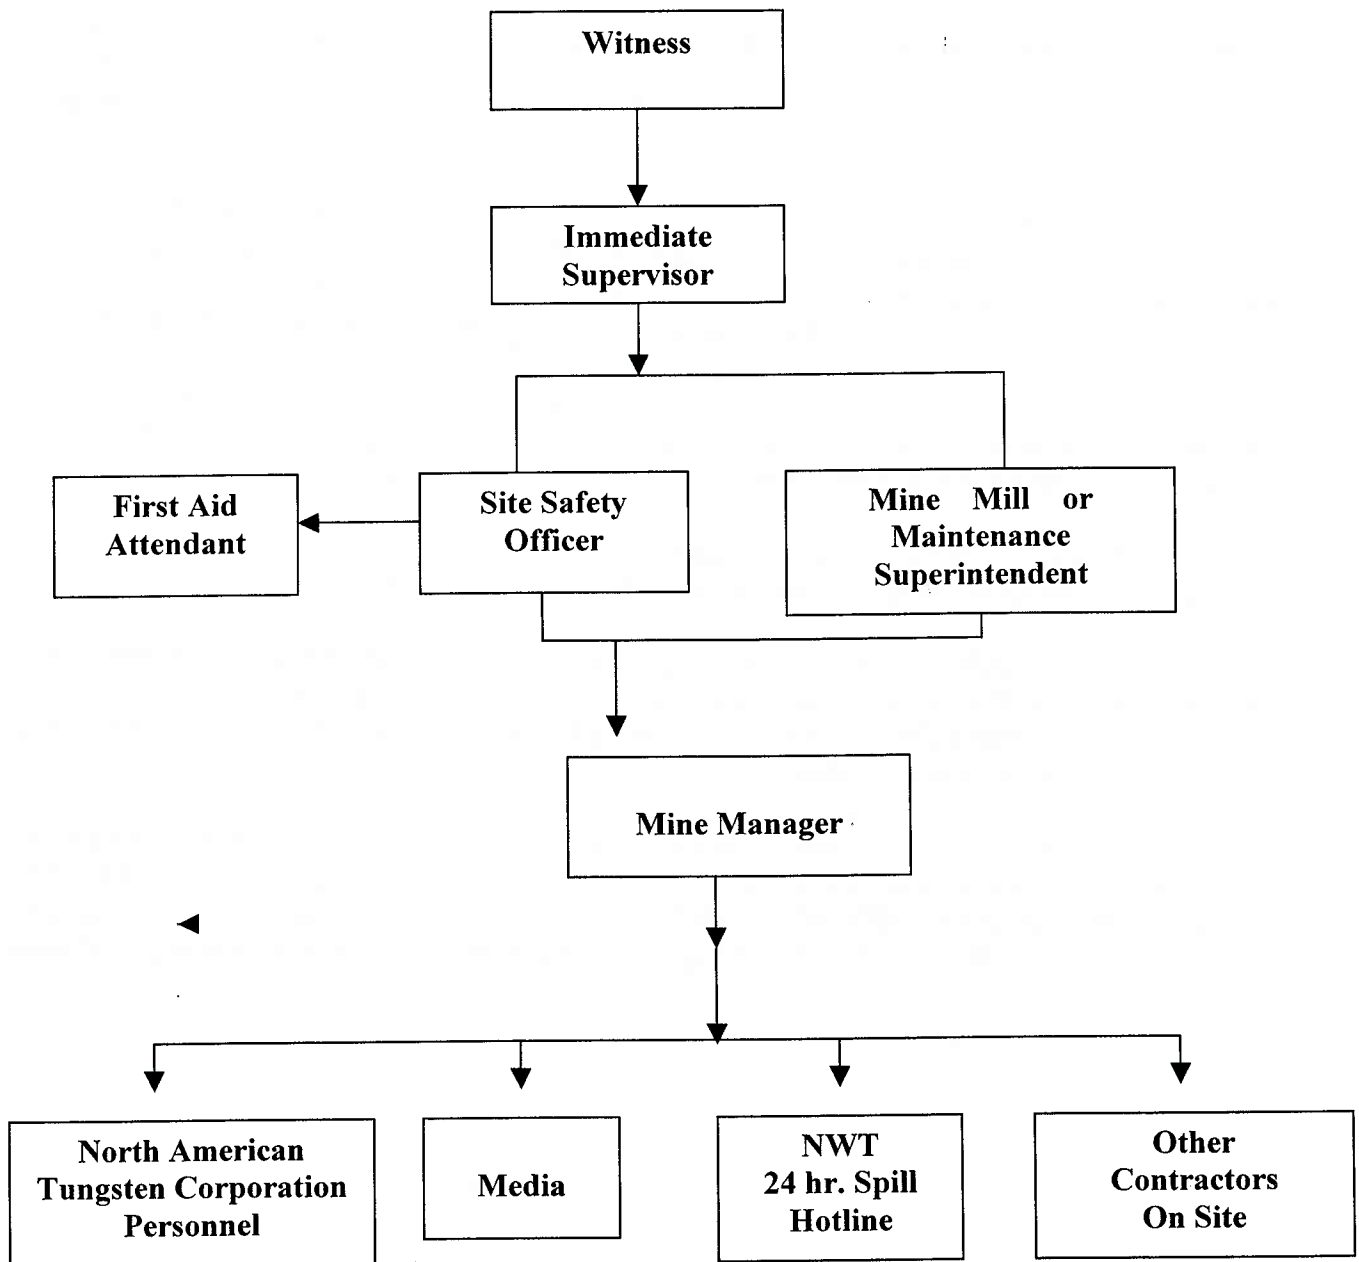 Witness
Immediate
Supervisor
First Aid
Attendant
Site Safety
Officer
Mine Mill or
Maintenance
Superintendent
Mine Manager
North American
Tungsten Corporation
Personnel
Media
NWT
24 hr. Spill
Hotline
Other
Contractors
On Site